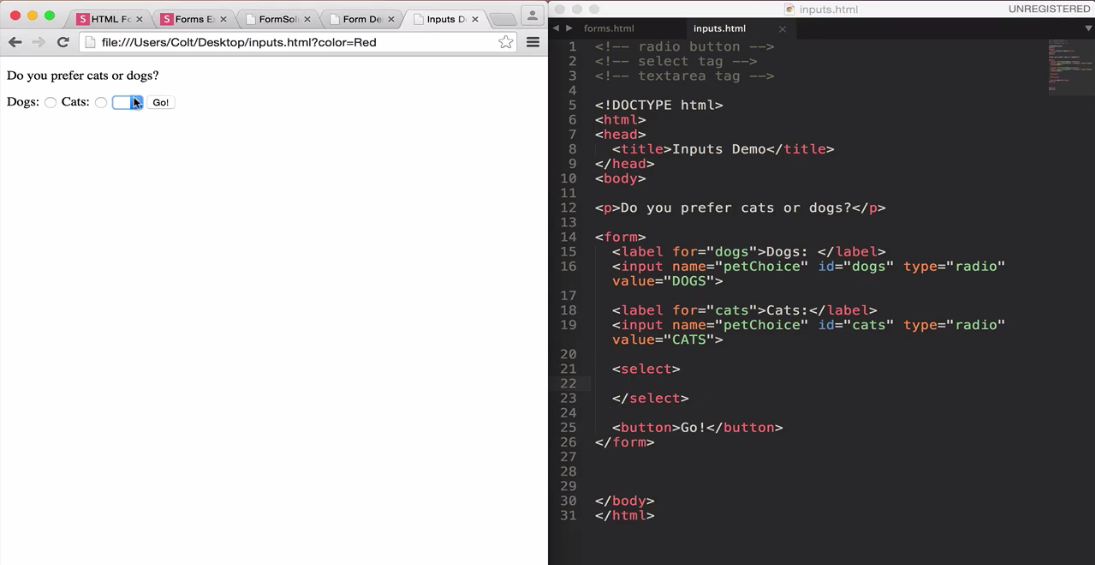 HTML Fo
Forms Ex
FormSoli
Form De
Inputs D
file:///Users/Colt/Desktop/inputs.html?color=Red
Do you prefer cats or dogs?
Dogs: Cats: Go!
inputs.html
UNREGISTERED
forms.html
inputs.html
1 <!-- radio button -->
2 <!-- select tag -->
3 <!-- textarea tag -->
4
5 <!DOCTYPE html>
6 <html>
7 <head>
8 <title>Inputs Demo</title>
9 </head>
10 <body>
11
12 <p>Do you prefer cats or dogs?</p>
13
14 <form>
15 <label for="dogs">Dogs: </label>
16 <input name="petChoice" id="dogs" type="radio"
value="DOGS">
17
18 <label for="cats">Cats:</label>
19 <input name="petChoice" id="cats" type="radio"
value="CATS">
20
21 <select>
22
23 </select>
24
25 <button>Go!</button>
26 </form>
27
28
29
30 </body>
31 </html>